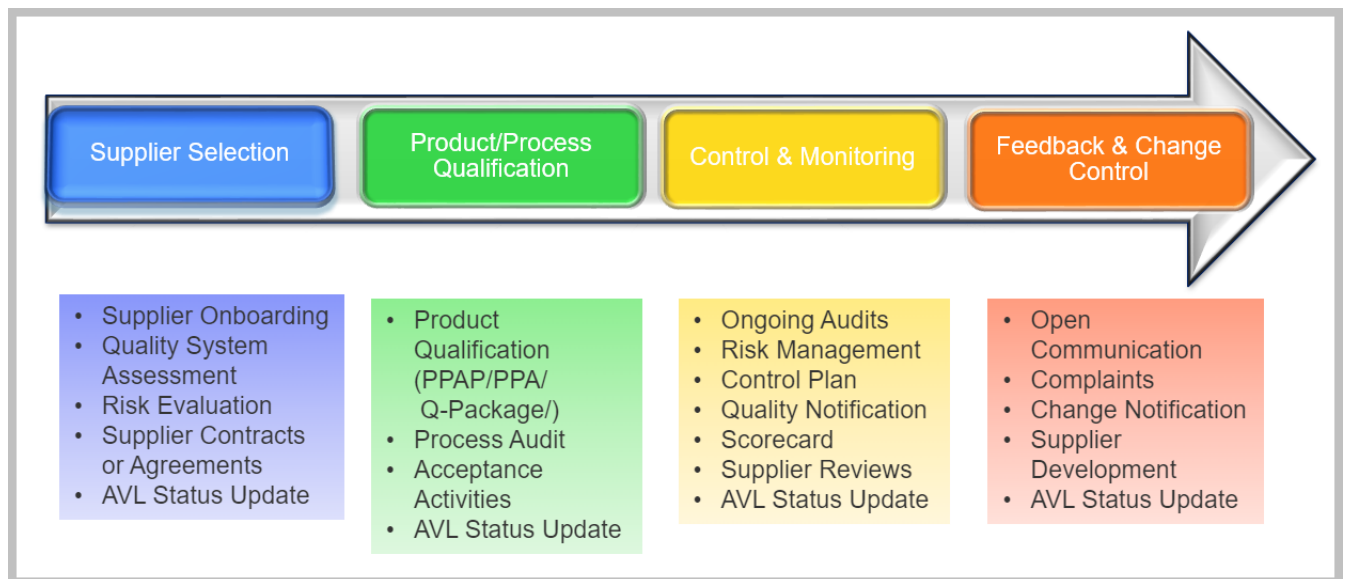 Supplier Selection
Product/Process
Qualification
Control & Monitoring
Feedback & Change
Control
• Supplier Onboarding
• Quality System
Assessment
• Risk Evaluation
• Supplier Contracts
or Agreements
• AVL Status Update
• Product
Qualification
(PPAP/PPA/
Q-Package/)
• Process Audit
• Acceptance
Activities
• AVL Status Update
• Ongoing Audits
• Risk Management
• Control Plan
• Quality Notification
• Scorecard
• Supplier Reviews
• AVL Status Update
• Open
Communication
• Complaints
• Change Notification
• Supplier
Development
• AVL Status Update